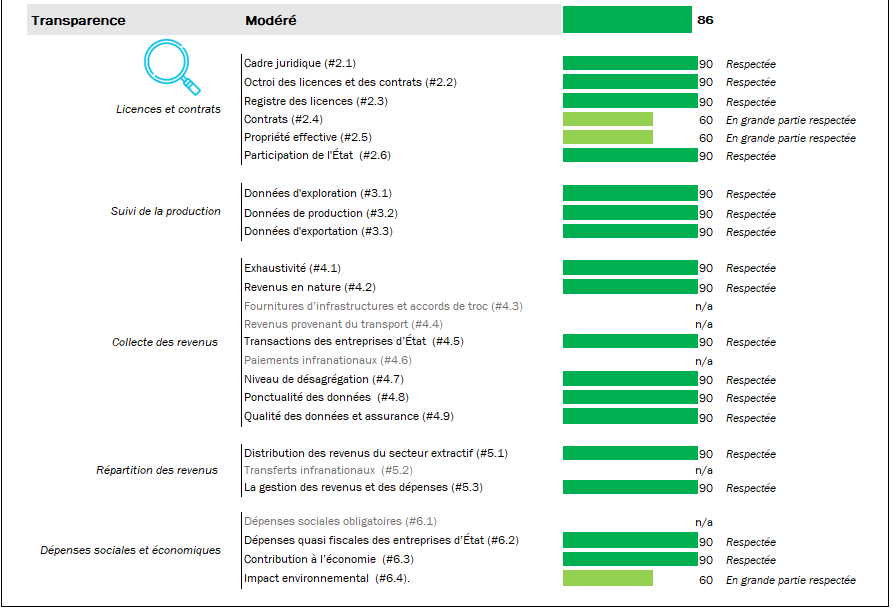 Transparence Modéré 86
Cadre juridique (#2.1) 90 Respectée
Octroi des licences et des contrats (#2.2) 90 Respectée
Registre des licences (#2.3) 90 Respectée
Licences et contrats
Contrats (#2.4) 60 En grande partie respectée
Propriété effective (#2.5) 60 En grande partie respectée
Participation de l'État (#2.6) 90 Respectée
Données d'exploration (#3.1) 90 Respectée
Suivi de la production Données de production (#3.2) 90 Respectée
Données d'exportation (#3.3) 90 Respectée
Exhaustivité (#4.1) 90 Respectée
Revenus en nature (#4.2) 90 Respectée
Fournitures d'infrastructures et accords de troc (#4.3) n/a
Revenus provenant du transport (#4.4) n/a
Collecte des revenus Transactions des entreprises d'État (#4.5) 90 Respectée
Paiements infranationaux (#4.6) n/a
Niveau de désagrégation (#4.7) 90 Respectée
Ponctualité des données (#4.8) 90 Respectée
Qualité des données et assurance (#4.9) 90 Respectée
Distribution des revenus du secteur extractif (#5.1) 90 Respectée
Répartition des revenus Transferts infranationaux (#5.2) n/a
La gestion des revenus et des dépenses (#5.3) 90 Respectée
Dépenses sociales obligatoires (#6.1) n/a
Dépenses quasi fiscales des entreprises d'État (#6.2) 90 Respectée
Dépenses sociales et économiques
Contribution à l'économie (#6.3) 90 Respectée
Impact environnemental (#6.4). 60 En grande partie respectée